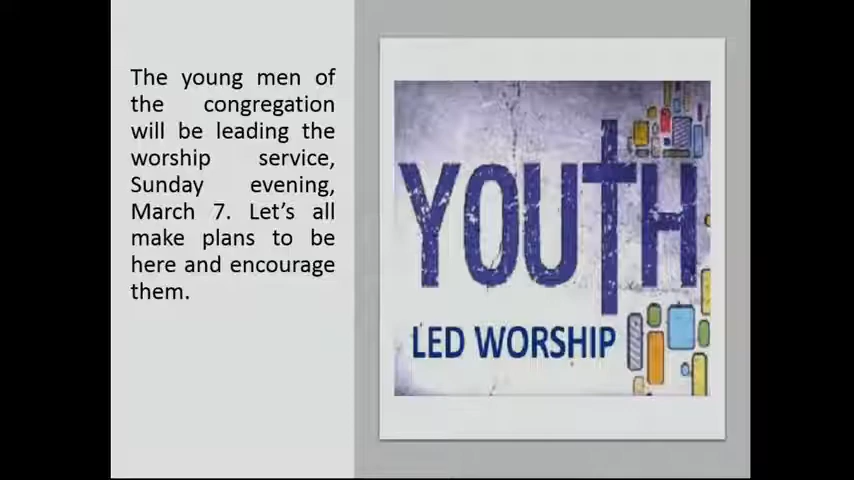 The young men of
the congregation
will be leading the
worship service,
Sunday evening,
March 7. Let's all
make plans to be
here and encourage
them.
YOUTH
LED WORSHIP